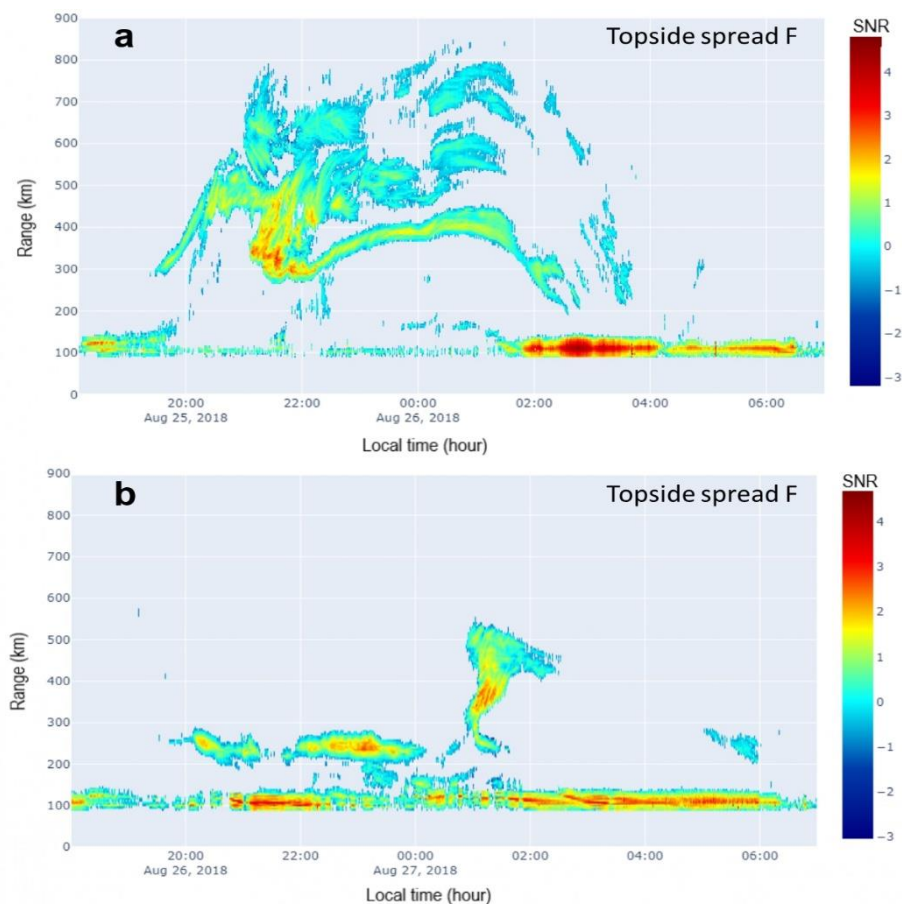 a
Topside spread F
SNR
900
800
700
600
500
400
300
200
100
0
Range (km)
4
3
2
1
0
−1
−2
−3
20:00 22:00 00:00 02:00 04:00 06:00
Aug 25, 2018 Aug 26, 2018
Local time (hour)
b
Topside spread F
SNR
900
800
700
600
500
400
300
200
100
0
Range (km)
4
3
2
1
0
−1
−2
−3
20:00 22:00 00:00 02:00 04:00 06:00
Aug 26, 2018 Aug 27, 2018
Local time (hour)